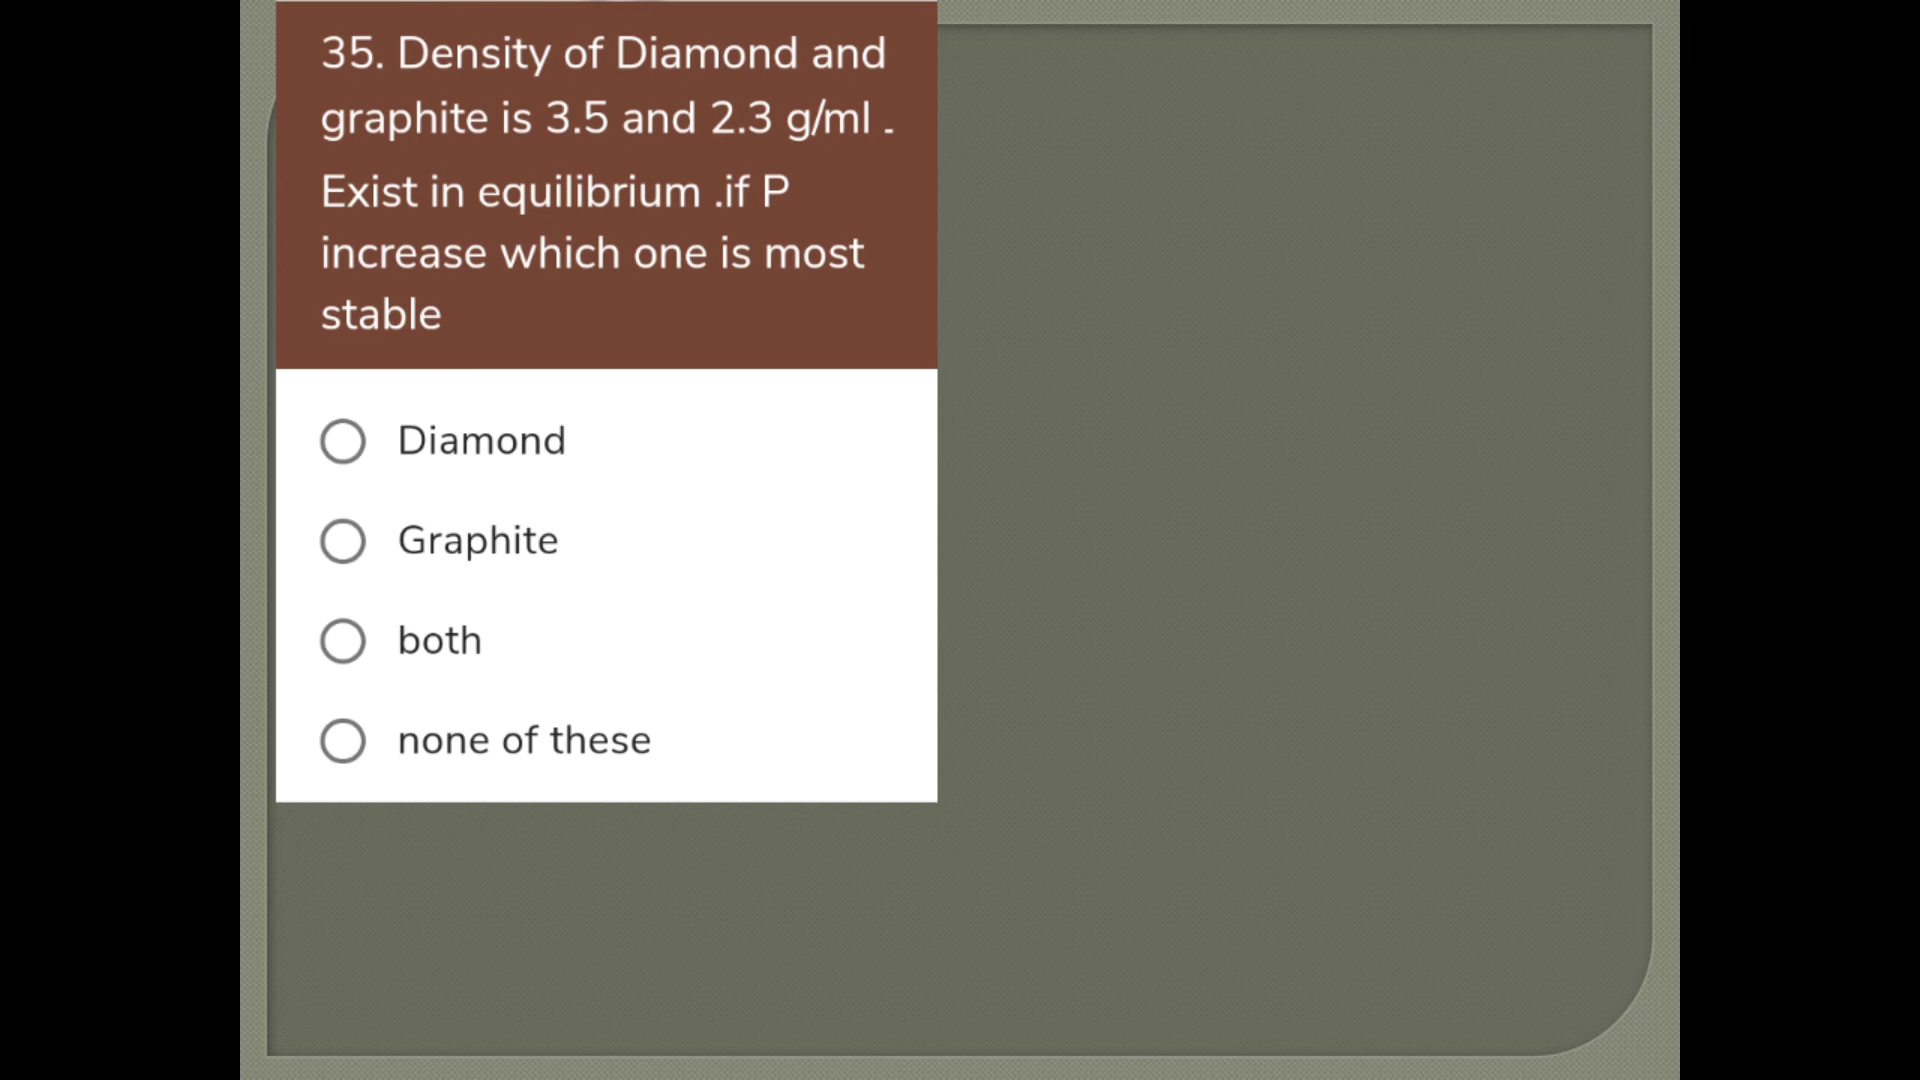 35. Density of Diamond and
graphite is 3.5 and 2.3 g/ml .
Exist in equilibrium .if P
increase which one is most
stable
Diamond
Graphite
both
none of these